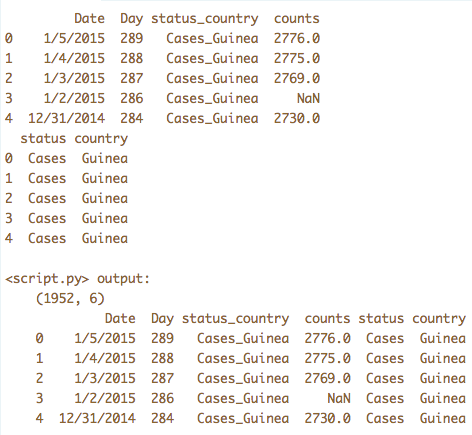 Date  Day status_country  counts
0    1/5/2015  289   Cases_Guinea  2776.0
1    1/4/2015  288   Cases_Guinea  2775.0
2    1/3/2015  287   Cases_Guinea  2769.0
3    1/2/2015  286   Cases_Guinea     NaN
4  12/31/2014  284   Cases_Guinea  2730.0
  status country
0  Cases  Guinea
1  Cases  Guinea
2  Cases  Guinea
3  Cases  Guinea
4  Cases  Guinea
<script.py> output:
    (1952, 6)
             Date  Day status_country  counts status country
    0    1/5/2015  289   Cases_Guinea  2776.0  Cases  Guinea
    1    1/4/2015  288   Cases_Guinea  2775.0  Cases  Guinea
    2    1/3/2015  287   Cases_Guinea  2769.0  Cases  Guinea
    3    1/2/2015  286   Cases_Guinea     NaN  Cases  Guinea
    4  12/31/2014  284   Cases_Guinea  2730.0  Cases  Guinea